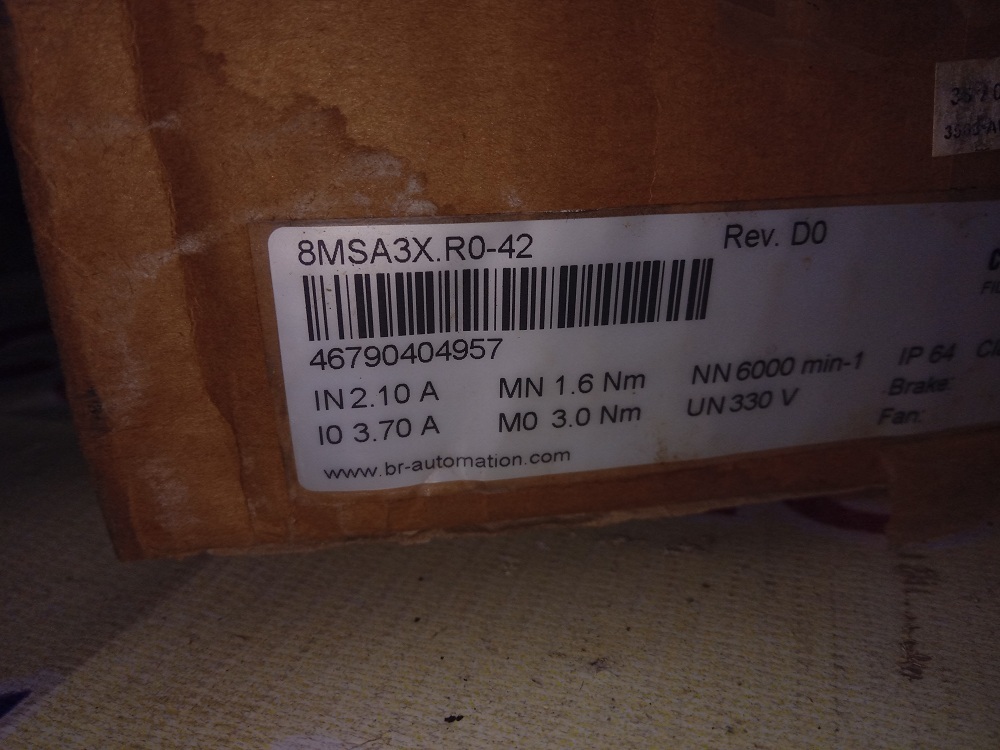 8MSA3X.R0-42
Rev. D0
46790404957
IN 2.10 A MN 1.6 Nm NN 6000 min-1 IP 64
I0 3.70 A M0 3.0 Nm UN 330 V Brake:
Fan:
www.br-automation.com